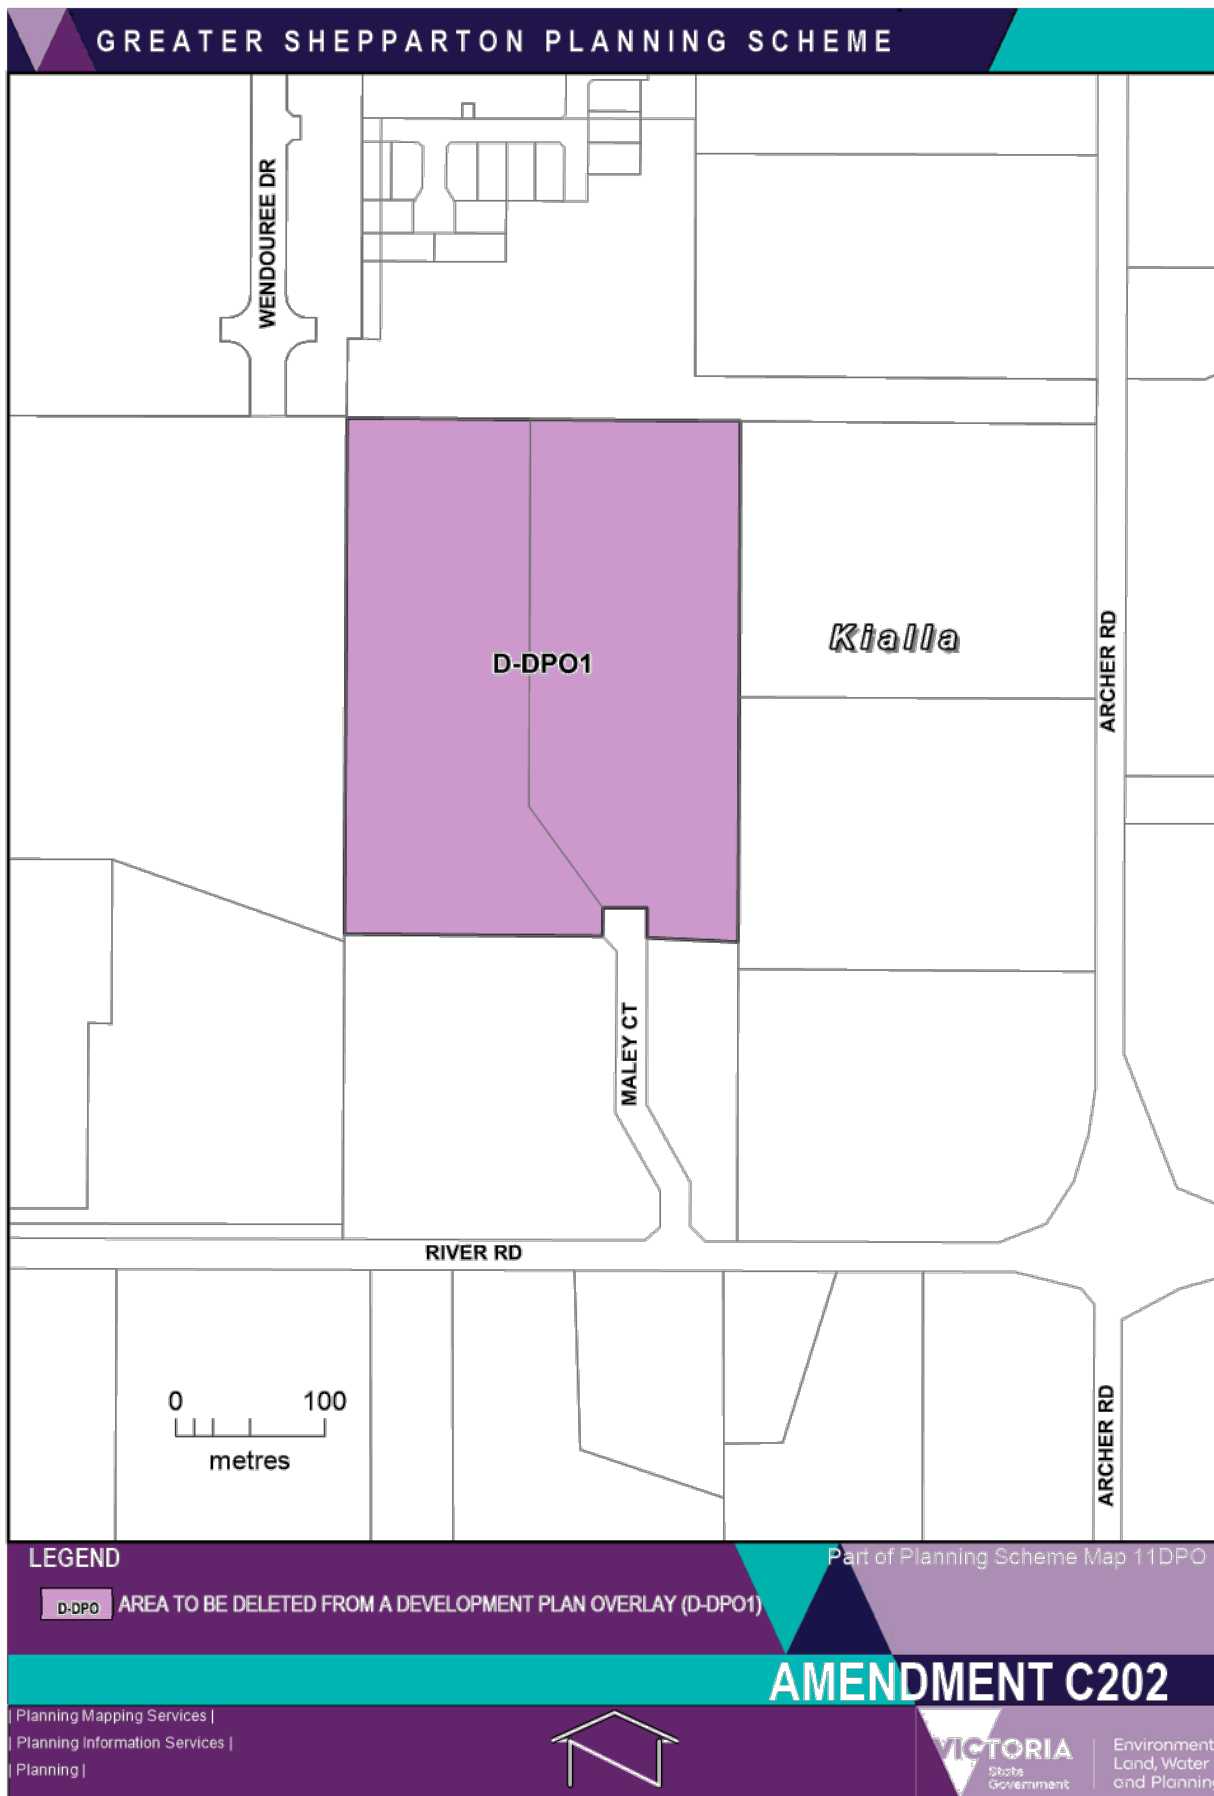 GREATER SHEPPARTON PLANNING SCHEME
WENDOUREE DR
D-DPO1
Kialla
ARCHER RD
MALEY CT
RIVER RD
0 100
metres
ARCHER RD
LEGEND
Part of Planning Scheme Map 11DPO
D-DPO AREA TO BE DELETED FROM A DEVELOPMENT PLAN OVERLAY (D-DPO1)
AMENDMENT C202
| Planning Mapping Services |
| Planning Information Services |
| Planning |
VICTORIA
State
Government
Environment
Land, Water
and Planning